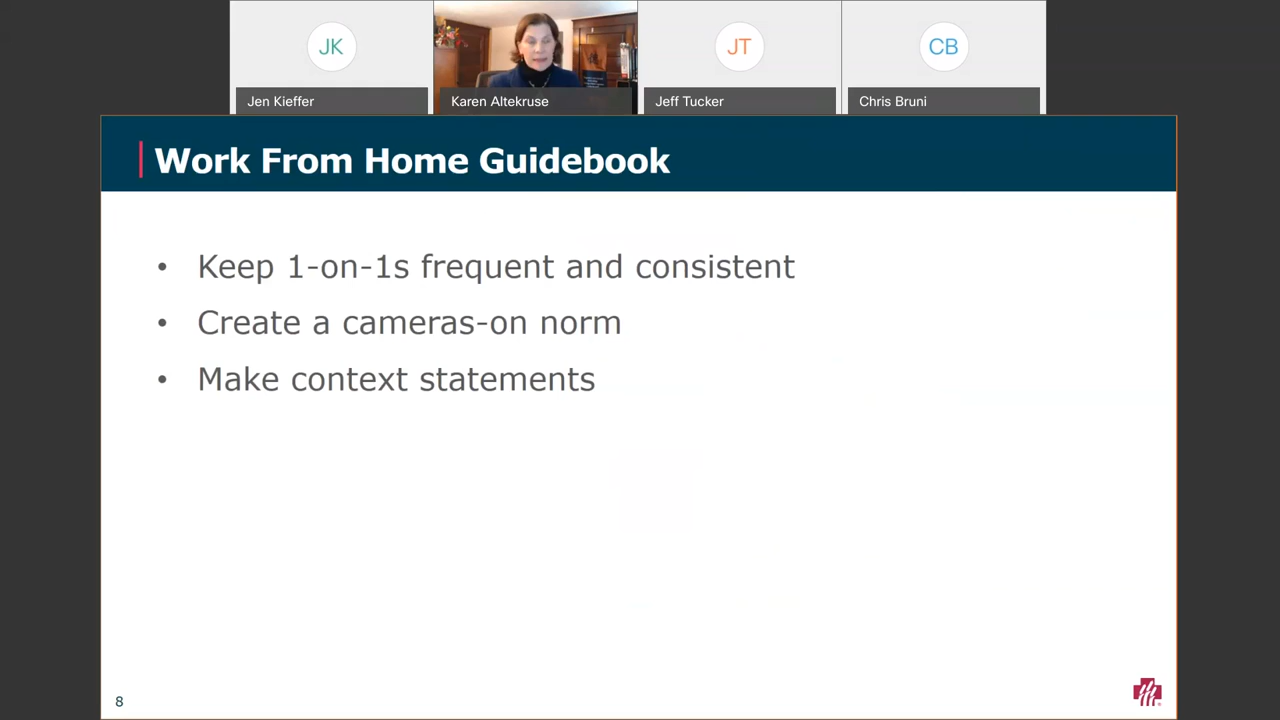 JK
JT
CB
Jen Kieffer
Karen Altekruse
Jeff Tucker
Chris Bruni
Work From Home Guidebook
• Keep 1-on-1s frequent and consistent
• Create a cameras-on norm
• Make context statements
8